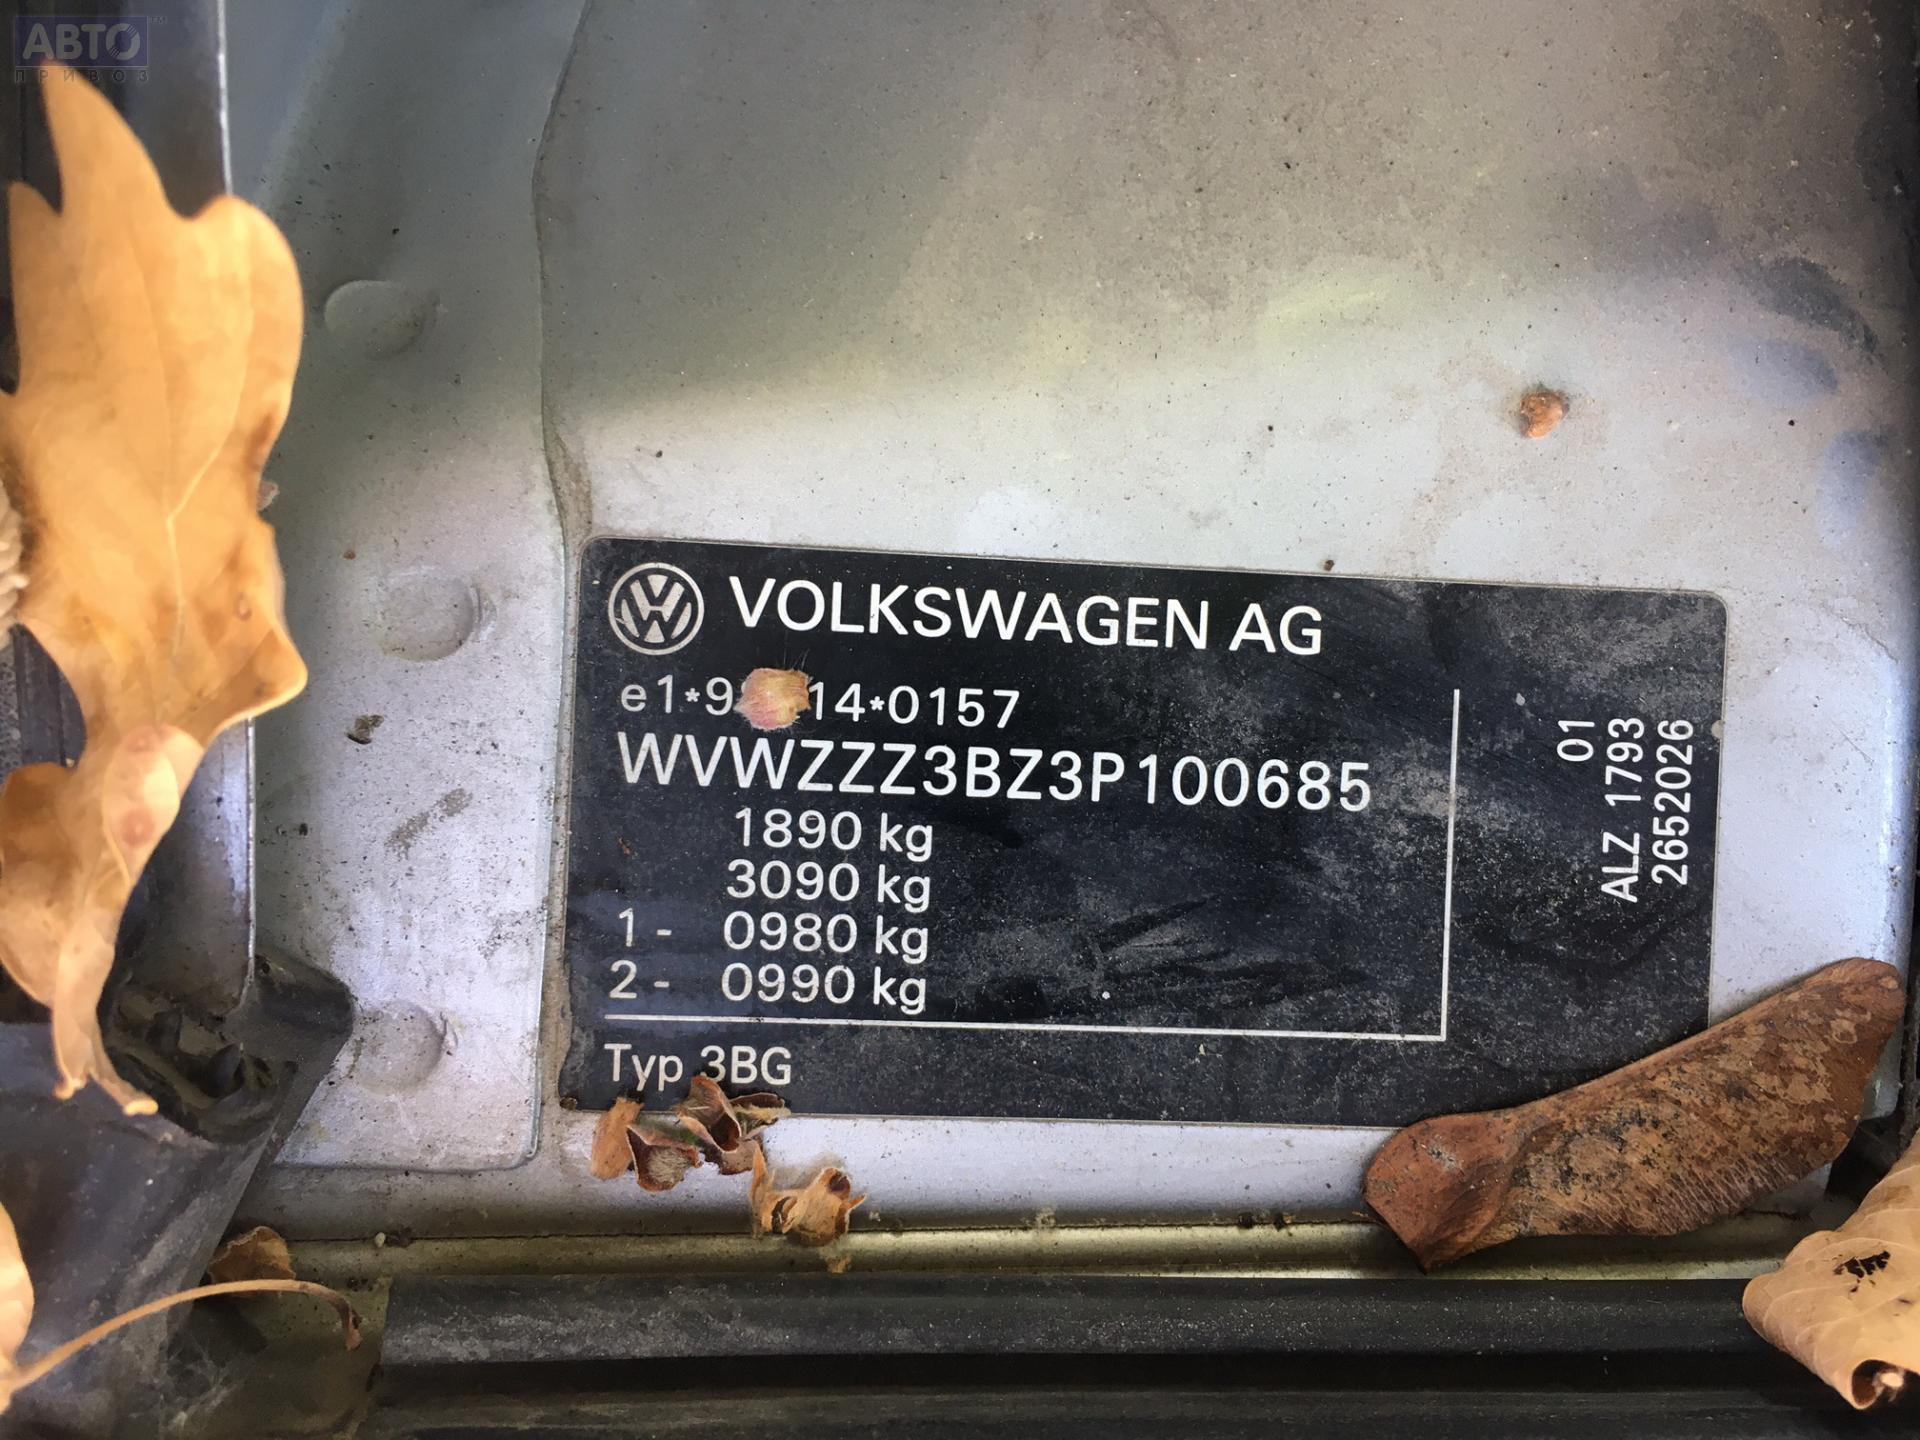 АВТО™
ПРИВОЗ
VOLKSWAGEN AG
e1*9 14*0157
WVWZZZ3BZ3P100685
1890 kg
3090 kg
1- 0980 kg
2- 0990 kg
Typ 3BG
01
ALZ 1793
2652026